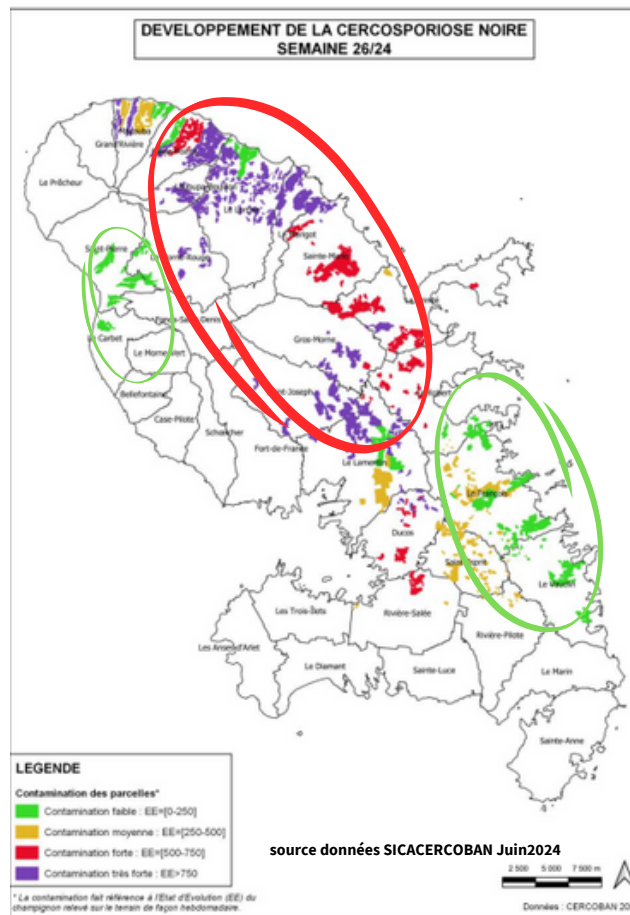 DEVELOPPEMENT DE LA CERCOSPORIOSE NOIRE
SEMAINE 26/24
Grand'Rivière
Le Prêcheur
Le Lorrain
Saint-Pierre
Sainte-Marie
Gros-Morne
Le Carbet
Le Morne-Vert
Bellefontaine
Case-Pilote
Schoelcher
Fort-de-France
Le Lamentin
Le François
Ducos
Saint-Esprit
Le Vauclin
Les Trois-Îlets
Rivière-Salée
Rivière-Pilote
Les Anses-d'Arlet
Le Diamant
Sainte-Luce
Le Marin
Sainte-Anne
LEGENDE
Contamination des parcelles*
Contamination faible : EE=[0-250]
Contamination moyenne : EE=[250-500]
Contamination forte : EE=[500-750]
Contamination très forte : EE>750
source données SICACERCOBAN Juin2024
2 500 5 000 7 500 m
* La contamination fait référence à l'Etat d'Evolution (EE) du
champignon relevé sur le terrain de façon hebdomadaire.
Données : CERCOBAN 20